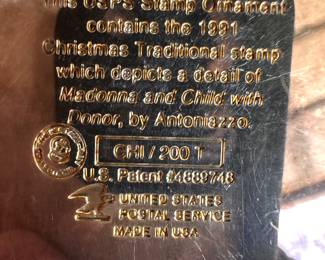 This USPS Stamp Ornament
contains the 1991
Christmas Traditional stamp
which depicts a detail of
Madonna and Child with
Donor, by Antoniazzo.
CHI / 200 T
U.S. Patent #4889748
UNITED STATES
POSTAL SERVICE
MADE IN USA